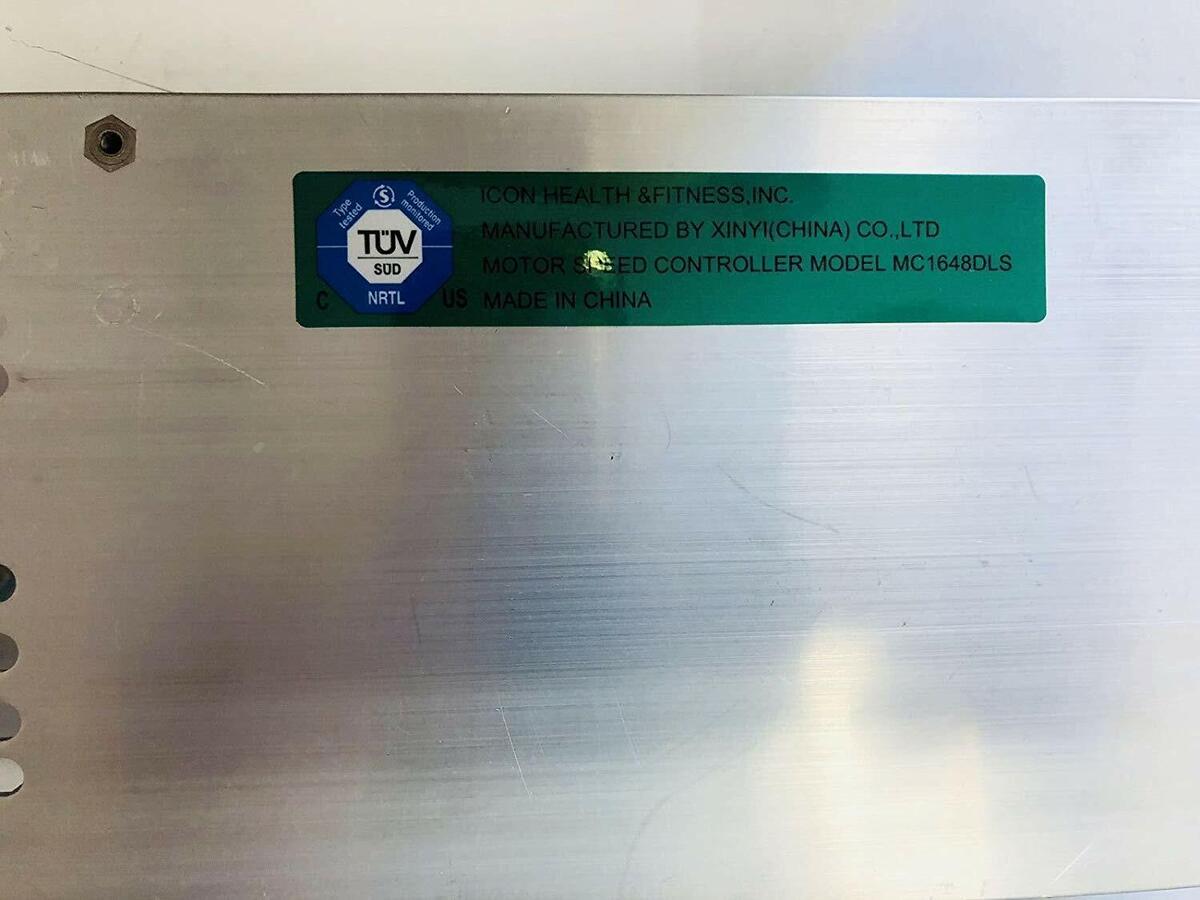 Type tested
S
Production monitored
TÜV
SÜD
C NRTL US
ICON HEALTH &FITNESS,INC.
MANUFACTURED BY XINYI(CHINA) CO.,LTD
MOTOR SPEED CONTROLLER MODEL MC1648DLS
MADE IN CHINA